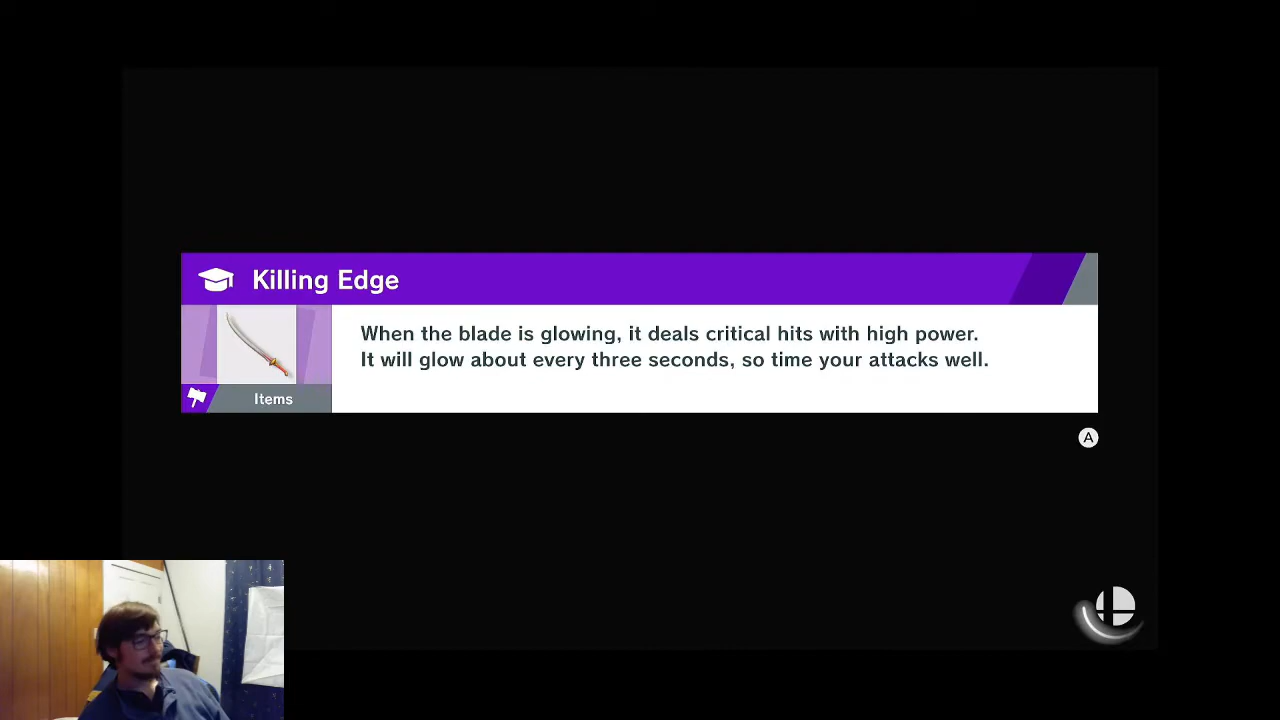 Killing Edge
When the blade is glowing, it deals critical hits with high power.
It will glow about every three seconds, so time your attacks well.
Items
A